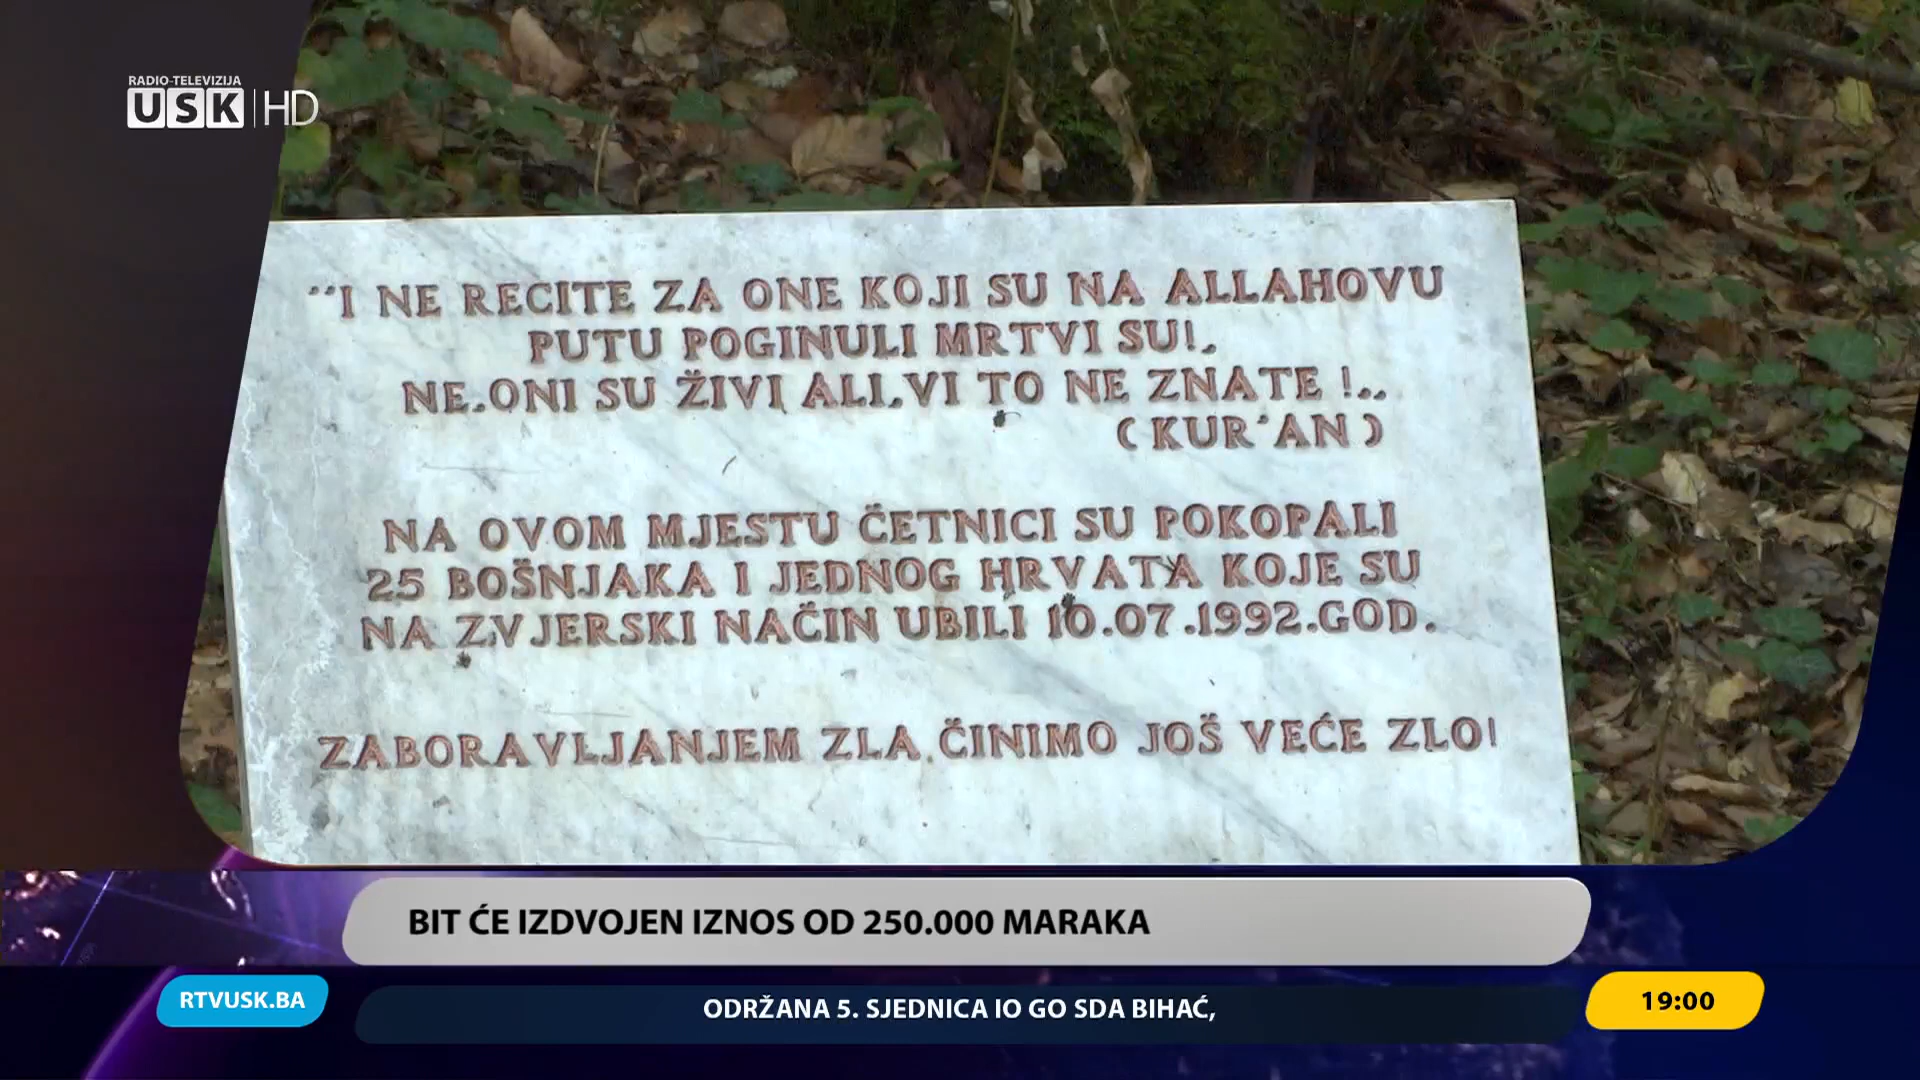 RADIO-TELEVIZIJA
USK HD
"I NE RECITE ZA ONE KOJI SU NA ALLAHOVU
PUTU POGINULI MRTVI SU!.
NE.ONI SU ŽIVI ALI.VI TO NE ZNATE !..
( KUR'AN )
NA OVOM MJESTU ČETNICI SU POKOPALI
25 BOŠNJAKA I JEDNOG HRVATA KOJE SU
NA ZVJERSKI NAČIN UBILI 10.07.1992.GOD.
ZABORAVLJANJEM ZLA ČINIMO JOŠ VEĆE ZLO!
BIT ĆE IZDVOJEN IZNOS OD 250.000 MARAKA
RTVUSK.BA
ODRŽANA 5. SJEDNICA IO GO SDA BIHAĆ,
19:00